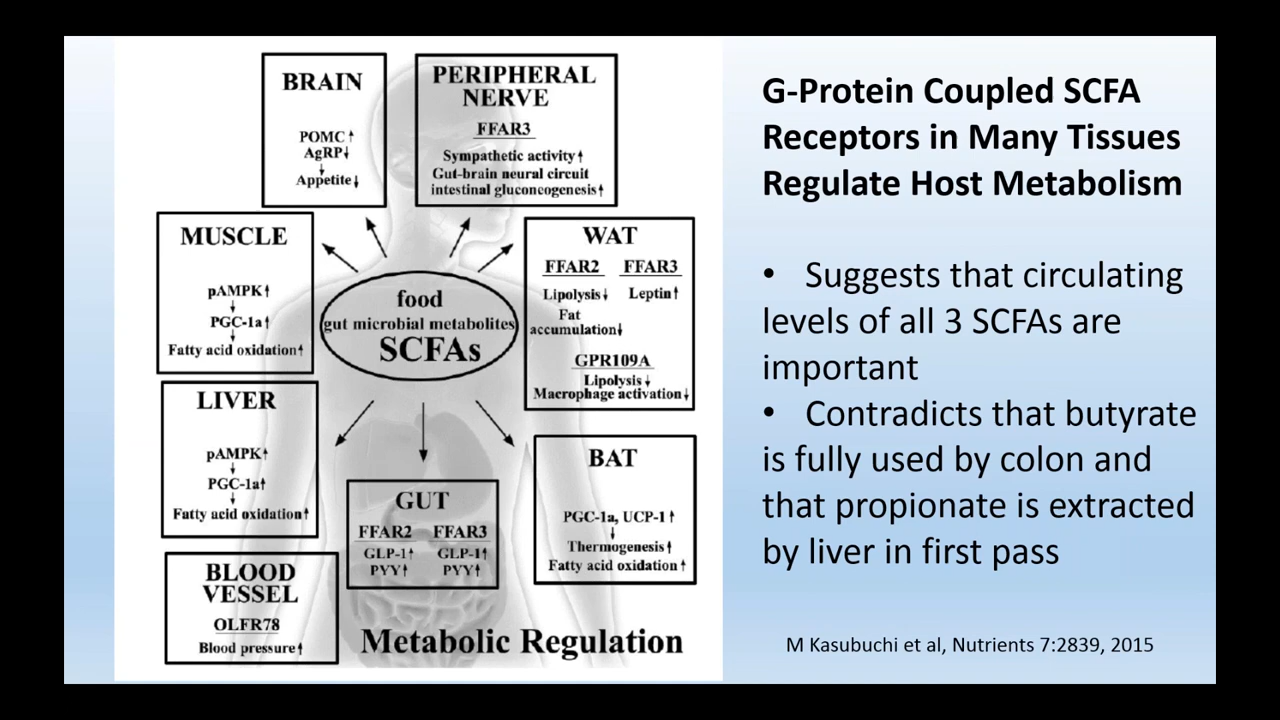 BRAIN
POMC↑
AgRP↓
↓
Appetite↓
PERIPHERAL
NERVE
FFAR3
Sympathetic activity↑
Gut-brain neural circuit
intestinal gluconeogenesis↑
MUSCLE
pAMPK↑
↓
PGC-1a↑
↓
Fatty acid oxidation↑
food
gut microbial metabolites
SCFAs
WAT
FFAR2 FFAR3
Lipolysis↓ Leptin↑
Fat
accumulation↓
GPR109A
Lipolysis↓
Macrophage activation↓
LIVER
pAMPK↑
↓
PGC-1a↑
↓
Fatty acid oxidation↑
GUT
FFAR2 FFAR3
GLP-1↑ GLP-1↑
PYY↑ PYY↑
BAT
PGC-1a, UCP-1↑
↓
Thermogenesis↑
Fatty acid oxidation↑
BLOOD
VESSEL
OLFR78
Blood pressure↑
Metabolic Regulation
G-Protein Coupled SCFA
Receptors in Many Tissues
Regulate Host Metabolism
• Suggests that circulating
levels of all 3 SCFAs are
important
• Contradicts that butyrate
is fully used by colon and
that propionate is extracted
by liver in first pass
M Kasubuchi et al, Nutrients 7:2839, 2015